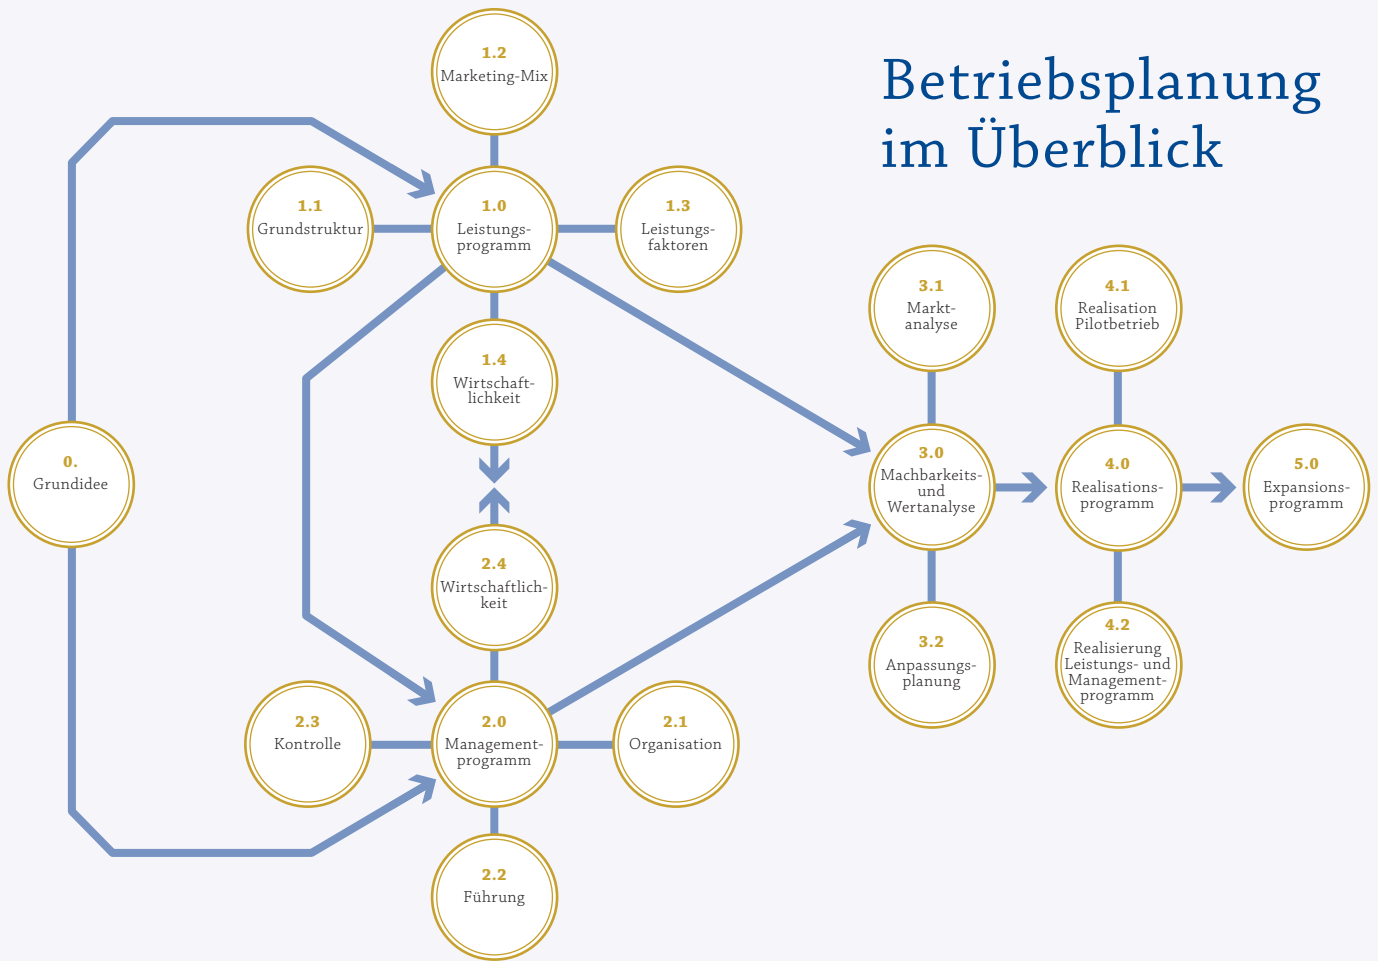 Betriebsplanung
im Überblick
0.
Grundidee
1.2
Marketing-Mix
1.1
Grundstruktur
1.0
Leistungs-
programm
1.3
Leistungs-
faktoren
1.4
Wirtschaft-
lichkeit
2.4
Wirtschaftlich-
keit
2.3
Kontrolle
2.0
Management-
programm
2.1
Organisation
2.2
Führung
3.1
Markt-
analyse
3.0
Machbarkeits-
und
Wertanalyse
3.2
Anpassungs-
planung
4.1
Realisation
Pilotbetrieb
4.0
Realisations-
programm
4.2
Realisierung
Leistungs- und
Management-
programm
5.0
Expansions-
programm